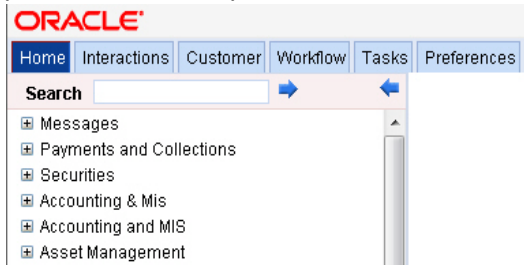 ORACLE
Home Interactions Customer Workflow Tasks Preferences
Search
Messages
Payments and Collections
Securities
Accounting & Mis
Accounting and MIS
Asset Management